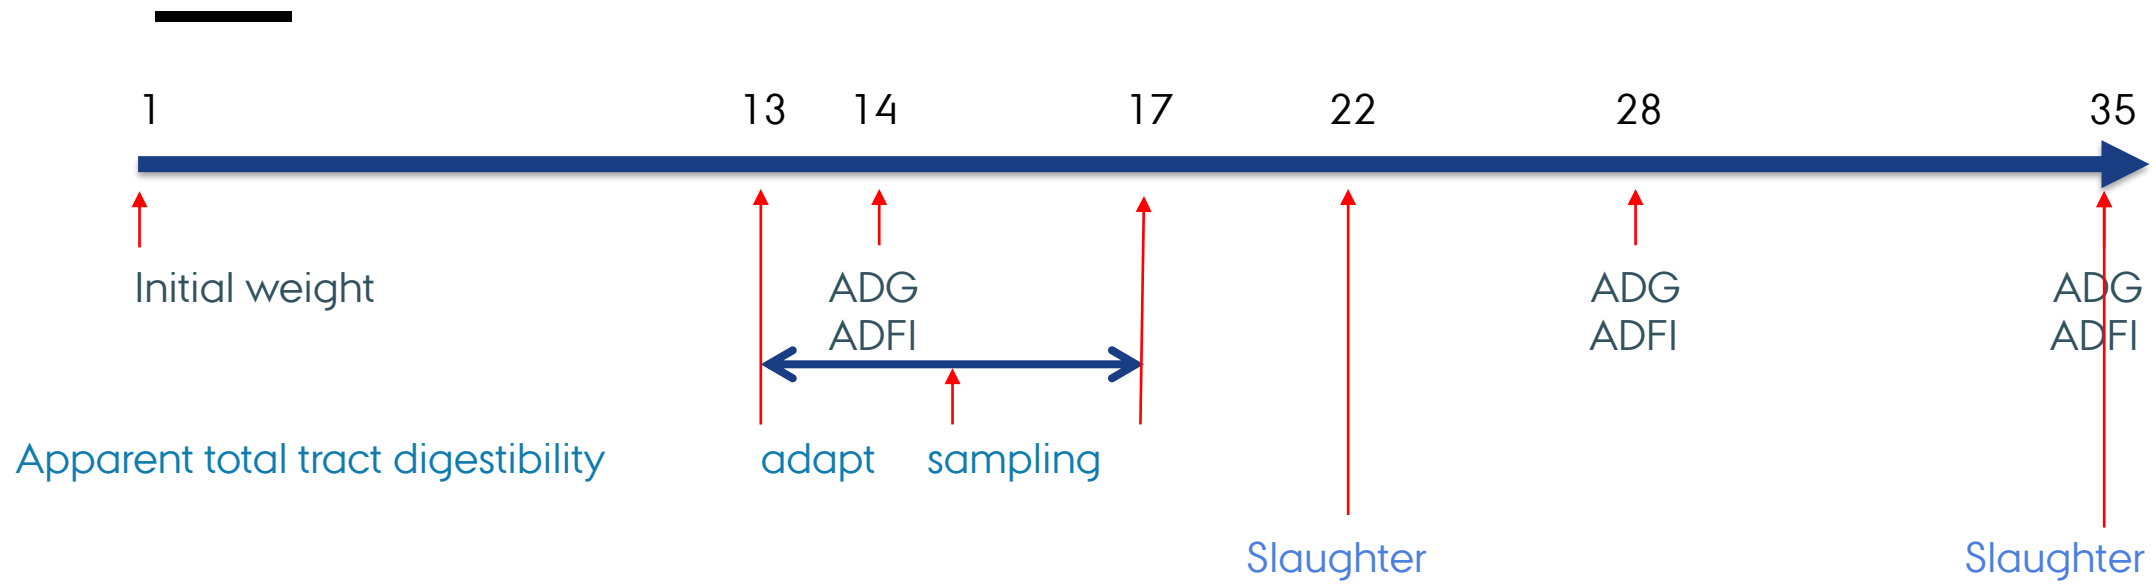 1 13 14 17 22 28 35
Initial weight ADG ADG ADG
ADFI ADFI ADFI
Apparent total tract digestibility adapt sampling
Slaughter Slaughter